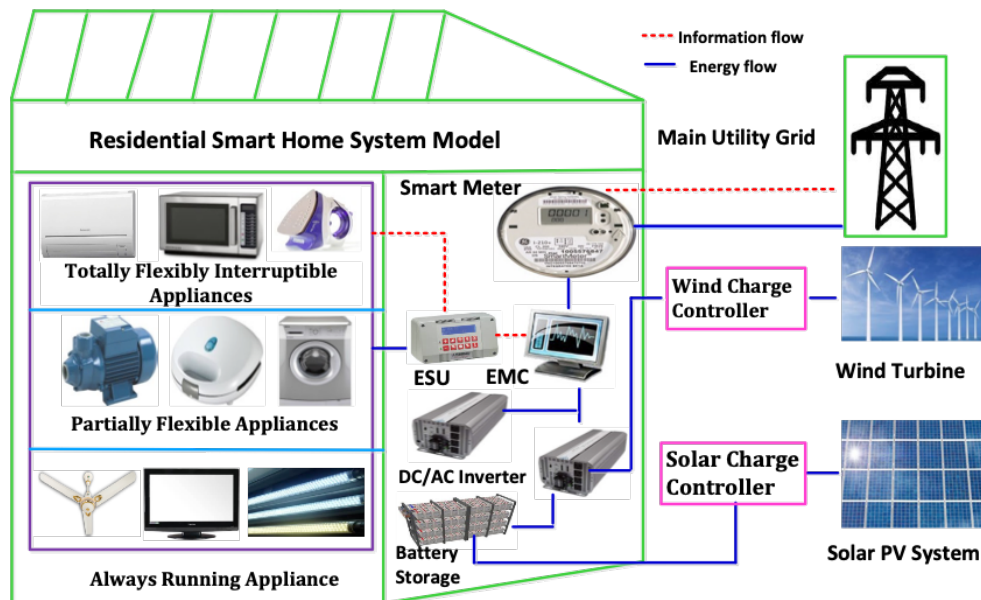 Information flow
Energy flow
Residential Smart Home System Model
Main Utility Grid
Smart Meter
00001
Totally Flexibly Interruptible
Appliances
Wind Charge
Controller
ESU
EMC
Wind Turbine
Partially Flexible Appliances
DC/AC Inverter
Solar Charge
Controller
Battery
Storage
Solar PV System
Always Running Appliance